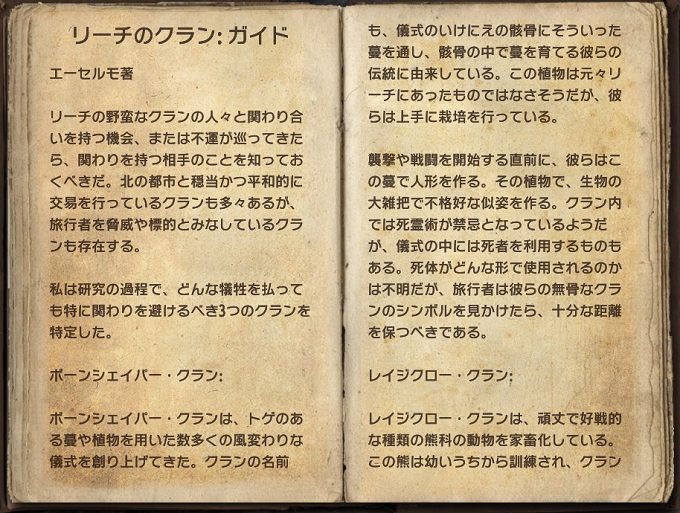 リーチのクラン: ガイド
エーセルモ著
リーチの野蛮なクランの人々と関わり合
いを持つ機会、または不運が巡ってきた
ら、関わりを持つ相手のことを知ってお
くべきだ。北の都市と穏当かつ平和的に
交易を行っているクランも多々あるが、
旅行者を脅威や標的とみなしているクラ
ンも存在する。
私は研究の過程で、どんな犠牲を払って
も特に関わりを避けるべき3つのクランを
特定した。
ボーンシェイパー・クラン:
ボーンシェイパー・クランは、トゲのあ
る蔓や植物を用いた数多くの風変わりな
儀式を創り上げてきた。クランの名前
も、儀式のいけにえの骸骨にそういった
蔓を通し、骸骨の中で蔓を育てる彼らの
伝統に由来している。この植物は元々リ
ーチにあったものではなさそうだが、彼
らは上手に栽培を行っている。
襲撃や戦闘を開始する直前に、彼らはこ
の蔓で人形を作る。その植物で、生物の
大雑把で不格好な似姿を作る。クラン内
では死霊術が禁忌となっているようだ
が、儀式の中には死者を利用するものも
ある。死体がどんな形で使用されるのか
は不明だが、旅行者は彼らの無骨なクラ
ンのシンボルを見かけたら、十分な距離
を保つべきである。
レイジクロー・クラン:
レイジクロー・クランは、頑丈で好戦的
な種類の熊科の動物を家畜化している。
この熊は幼いうちから訓練され、クラン